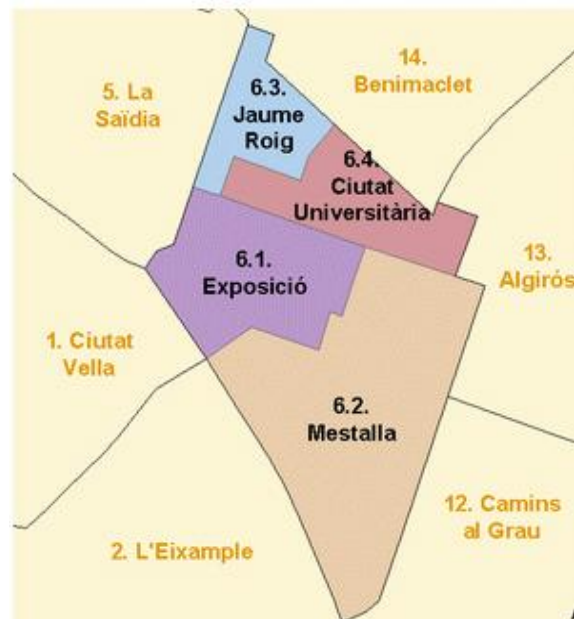 14.
Benimaclet
5. La
Saïdia
6.3.
Jaume
Roig
6.4.
Ciutat
Universitària
6.1.
Exposició
13.
Algirós
1. Ciutat
Vella
6.2.
Mestalla
12. Camins
al Grau
2. L'Eixample